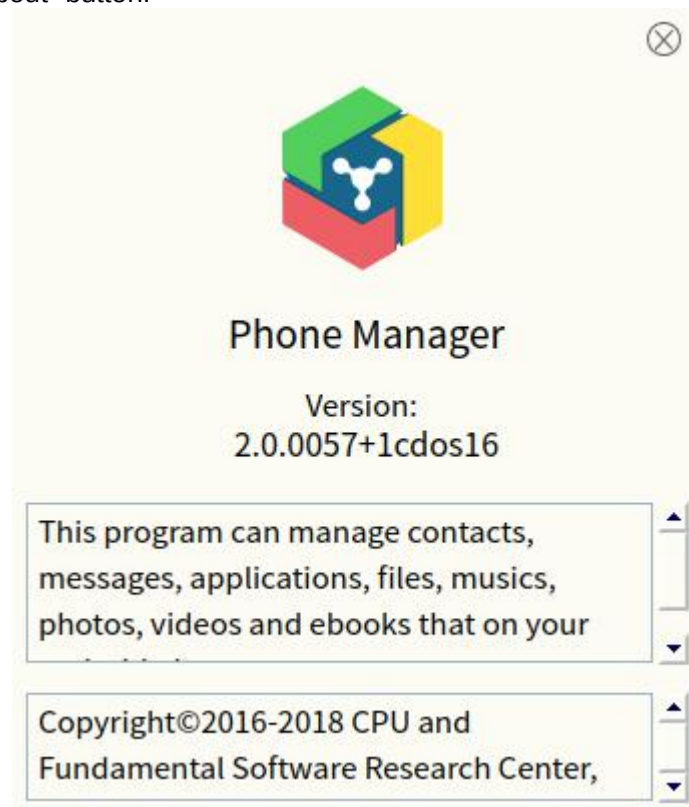 button.
Phone Manager
Version:
2.0.0057+1cdos16
This program can manage contacts,
messages, applications, files, musics,
photos, videos and ebooks that on your
Copyright©2016-2018 CPU and
Fundamental Software Research Center,